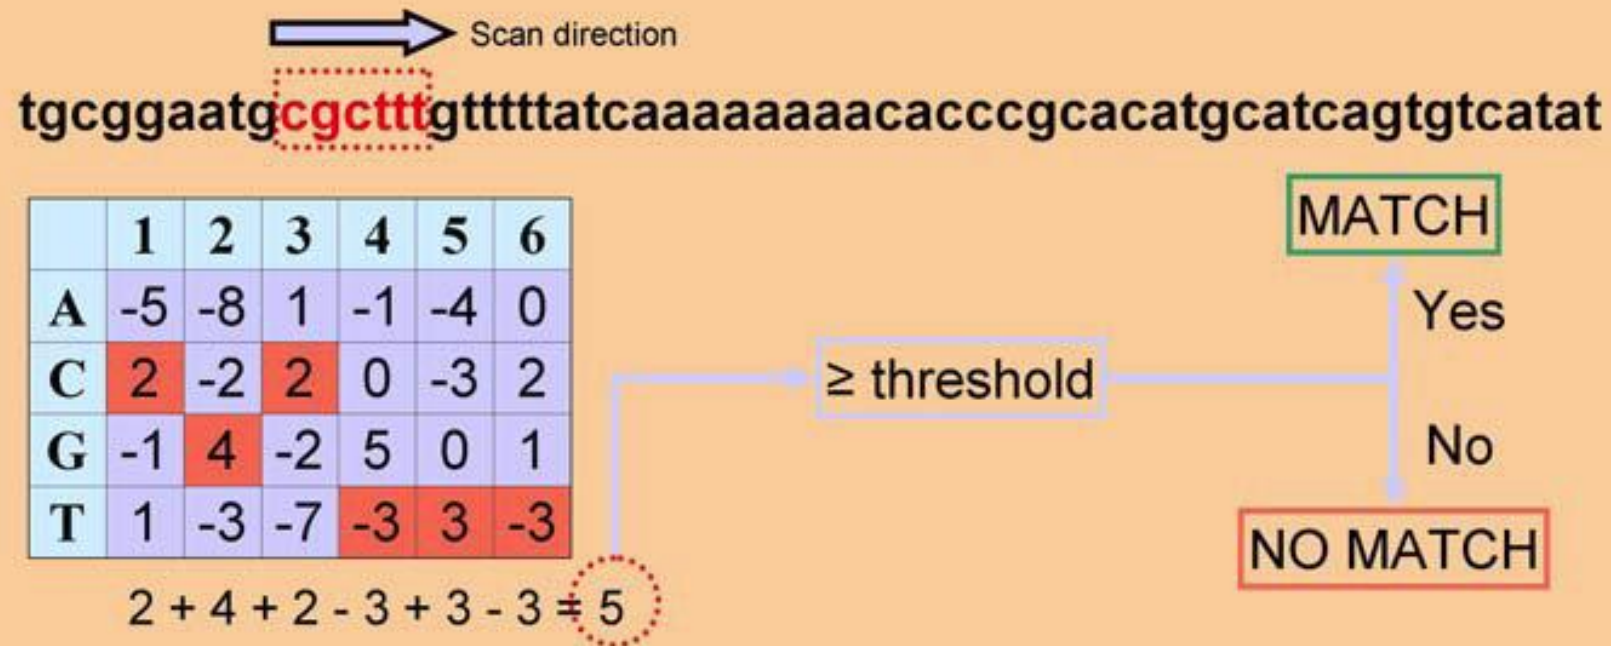 Scan direction
tgcggaatgcgctttgtttttatcaaaaaaaacacccgcacatgcatcagtgtcatat
1 2 3 4 5 6
A -5 -8 1 -1 -4 0
C 2 -2 2 0 -3 2
G -1 4 -2 5 0 1
T 1 -3 -7 -3 3 -3
2 + 4 + 2 - 3 + 3 - 3 = 5
≥ threshold
MATCH
Yes
No
NO MATCH